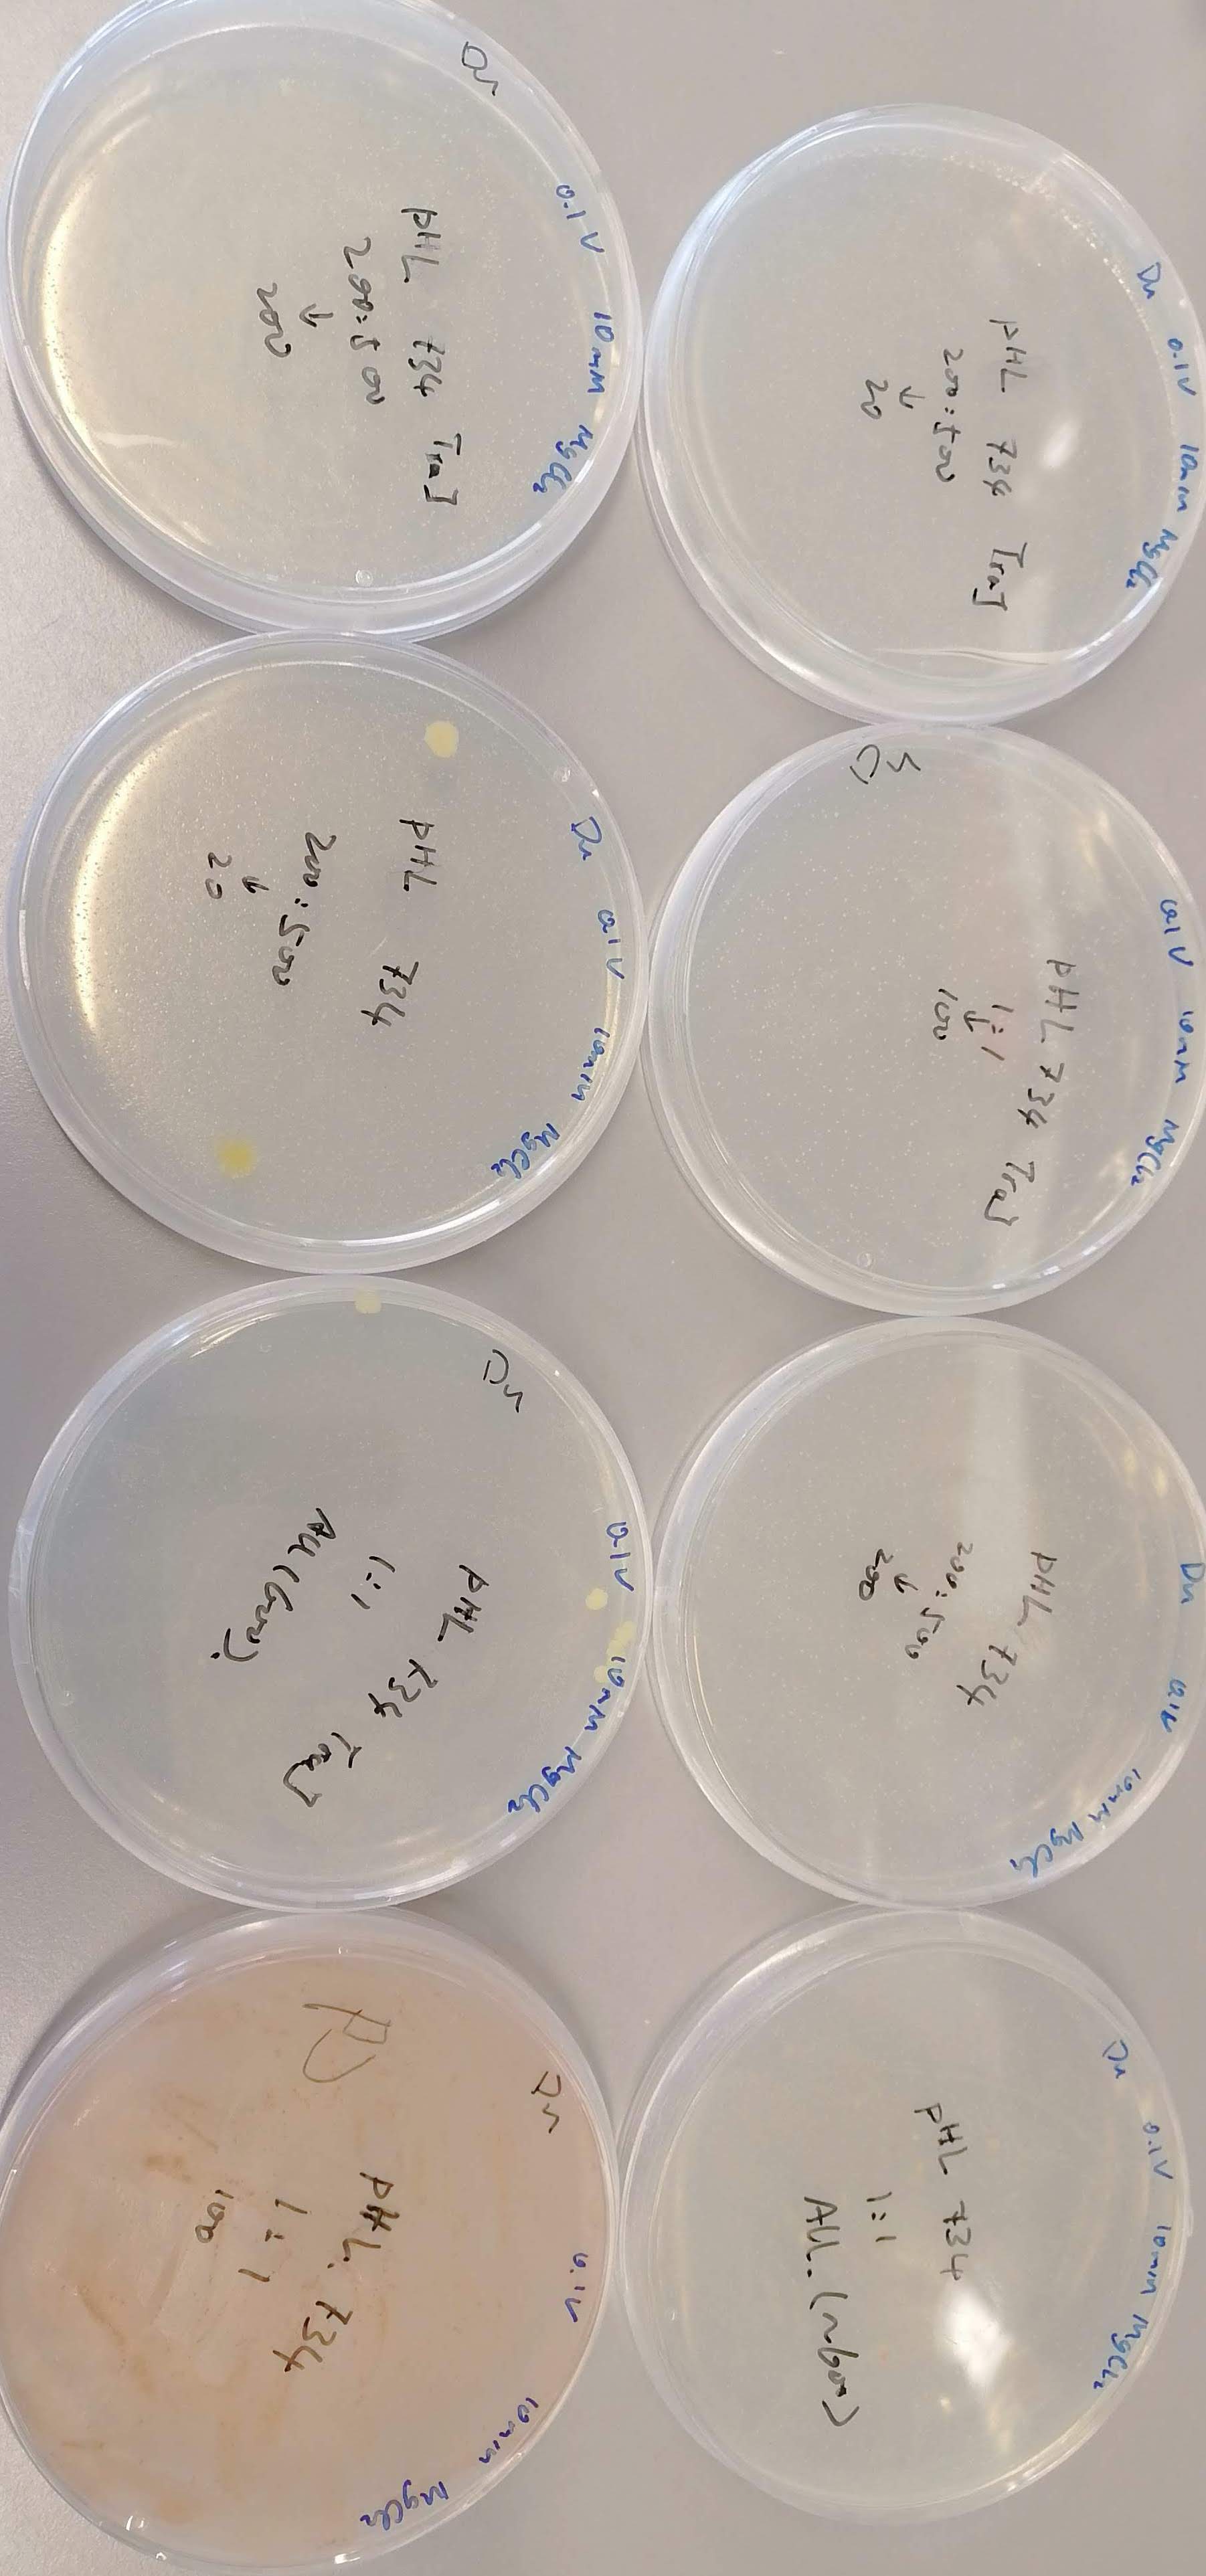 Du 0.1V 10mm MgCl2
pHL 734 TraJ
200:500
↓
20
0.1V 10mM MgCl2
pHL 734 TraJ
1:1
↓
100
Du 0.1V 10mM MgCl2
pHL 734
200:500
↓
200
Du 0.1V 10mm MgCl2
pHL 734
1:1
All. (~600)
Du 0.1V 10mM MgCl2
pHL 734 TraJ
200:500
↓
200
Du 0.1V 10mm MgCl2
pHL 734
200:500
↓
20
Du 0.1V 10mM MgCl2
pHL 734 TraJ
1:1
All (600).
Du 0.1V 10mm MgCl2
pHL. 734
1:1
100